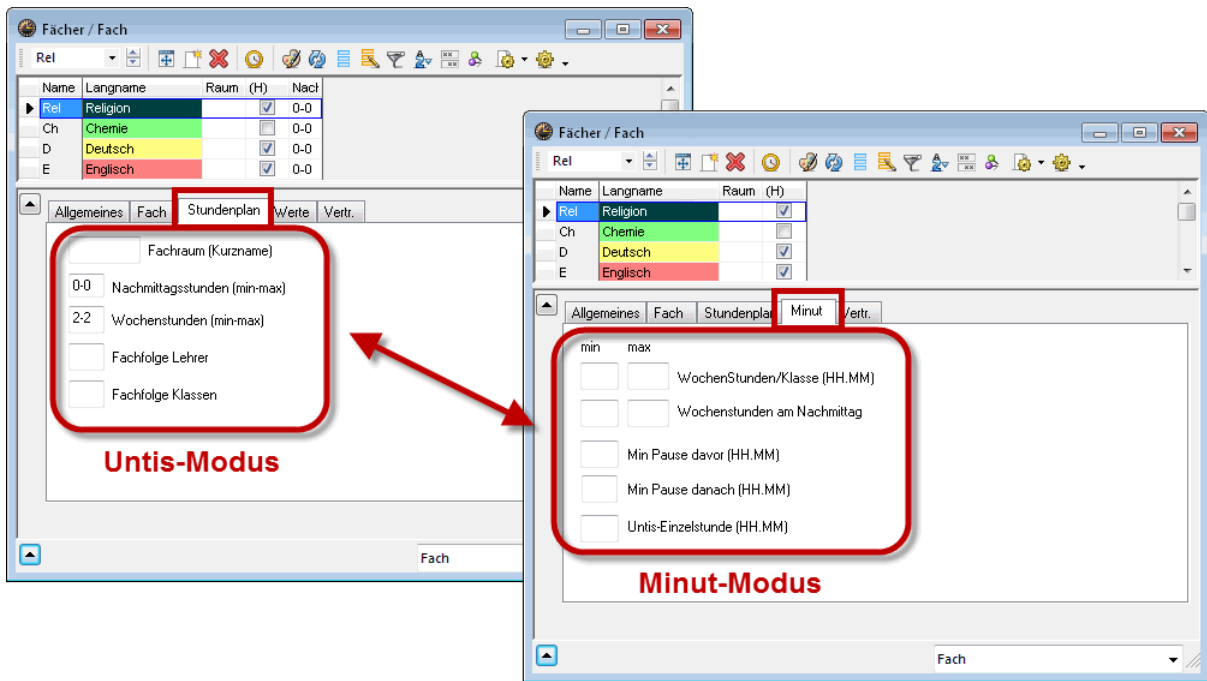 Fächer / Fach
Rel
Name Langname Raum (H) Nach
Rel Religion 0-0
Ch Chemie 0-0
D Deutsch 0-0
E Englisch 0-0
Allgemeines Fach Stundenplan Werte Vertr.
Fachraum (Kurzname)
0-0 Nachmittagsstunden (min-max)
2-2 Wochenstunden (min-max)
Fachfolge Lehrer
Fachfolge Klassen
Untis-Modus
Fach
Fächer / Fach
Rel
Name Langname Raum (H)
Rel Religion
Ch Chemie
D Deutsch
E Englisch
Allgemeines Fach Stundenplan Minut Vertr.
min max
WochenStunden/Klasse (HH.MM)
Wochenstunden am Nachmittag
Min Pause davor (HH.MM)
Min Pause danach (HH.MM)
Untis-Einzelstunde (HH.MM)
Minut-Modus
Fach